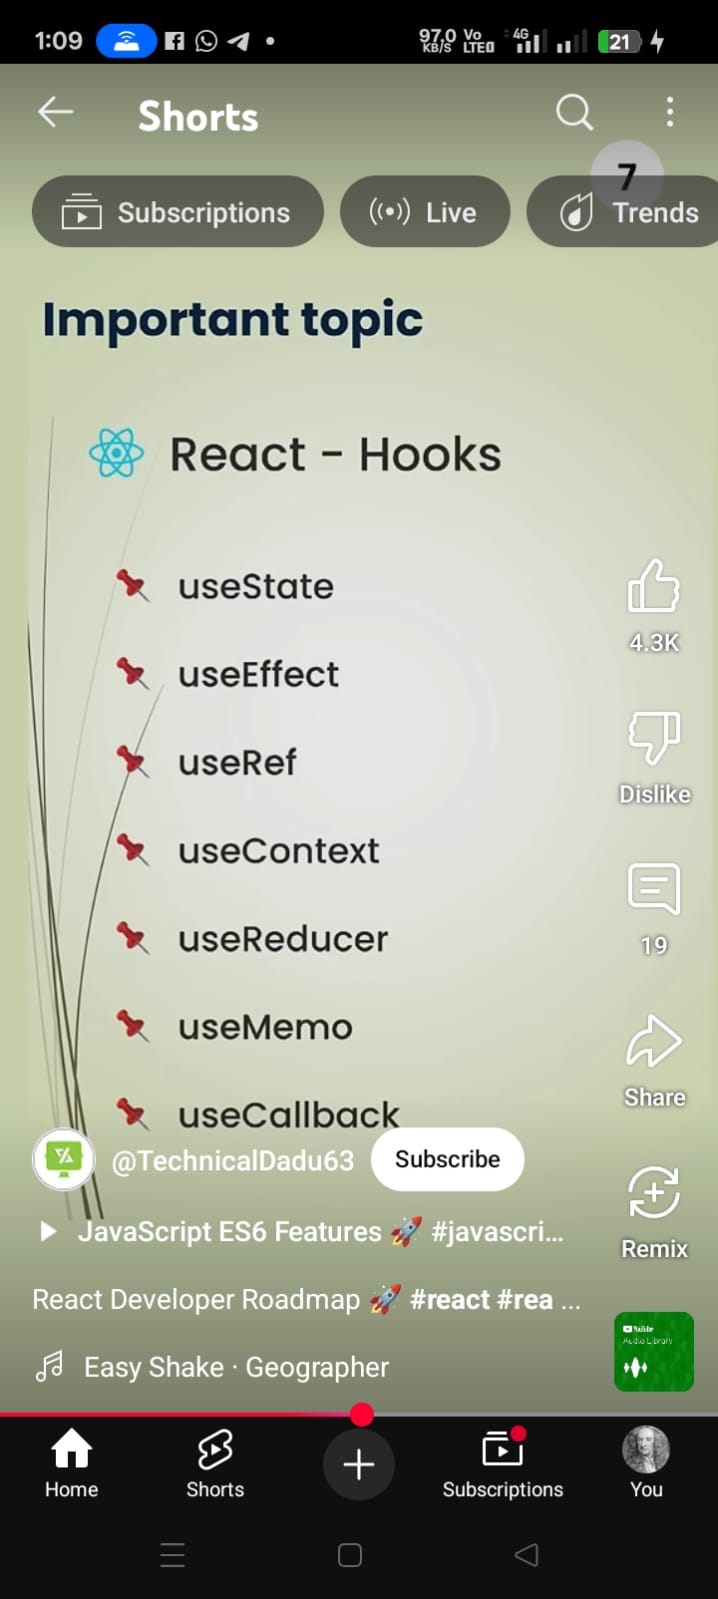 1:09 97.0 KB/S Vo LTE 4G 21
Shorts
7
Subscriptions Live Trends
Important topic
React - Hooks
useState
useEffect
useRef
useContext
useReducer
useMemo
useCallback
4.3K
Dislike
19
Share
Remix
@TechnicalDadu63 Subscribe
JavaScript ES6 Features 🚀 #javascri...
React Developer Roadmap 🚀 #react #rea ...
YouTube
Audio Library
Easy Shake · Geographer
Home Shorts Subscriptions You